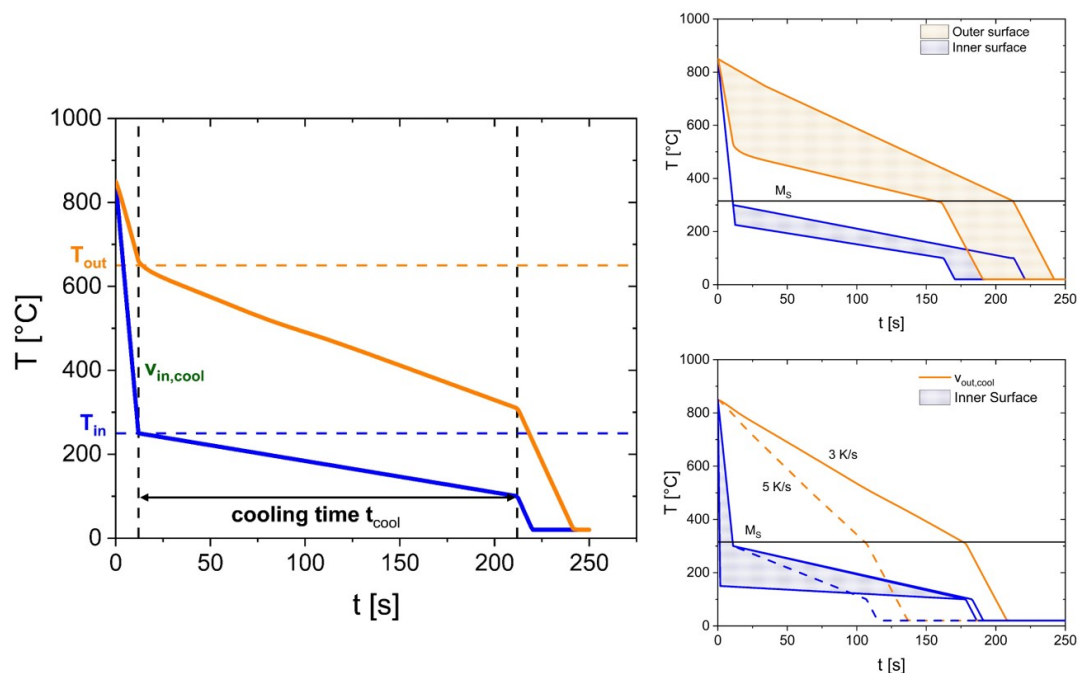 1000
800
600
400
200
0
T [°C]
T_out
T_in
v_in,cool
cooling time t_cool
0 50 100 150 200 250
t [s]
Outer surface
Inner surface
1000
800
600
400
200
0
T [°C]
M_S
0 50 100 150 200 250
t [s]
v_out,cool
Inner Surface
1000
800
600
400
200
0
T [°C]
3 K/s
5 K/s
M_S
0 50 100 150 200 250
t [s]